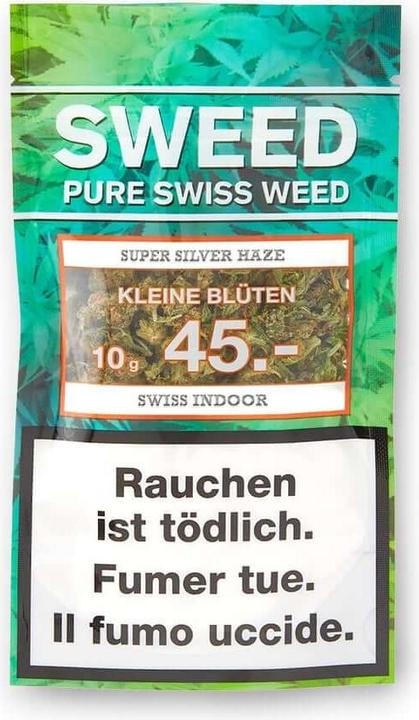 SWEED
PURE SWISS WEED
SUPER SILVER HAZE
KLEINE BLÜTEN
10 g 45.-
SWISS INDOOR
Rauchen
ist tödlich.
Fumer tue.
Il fumo uccide.